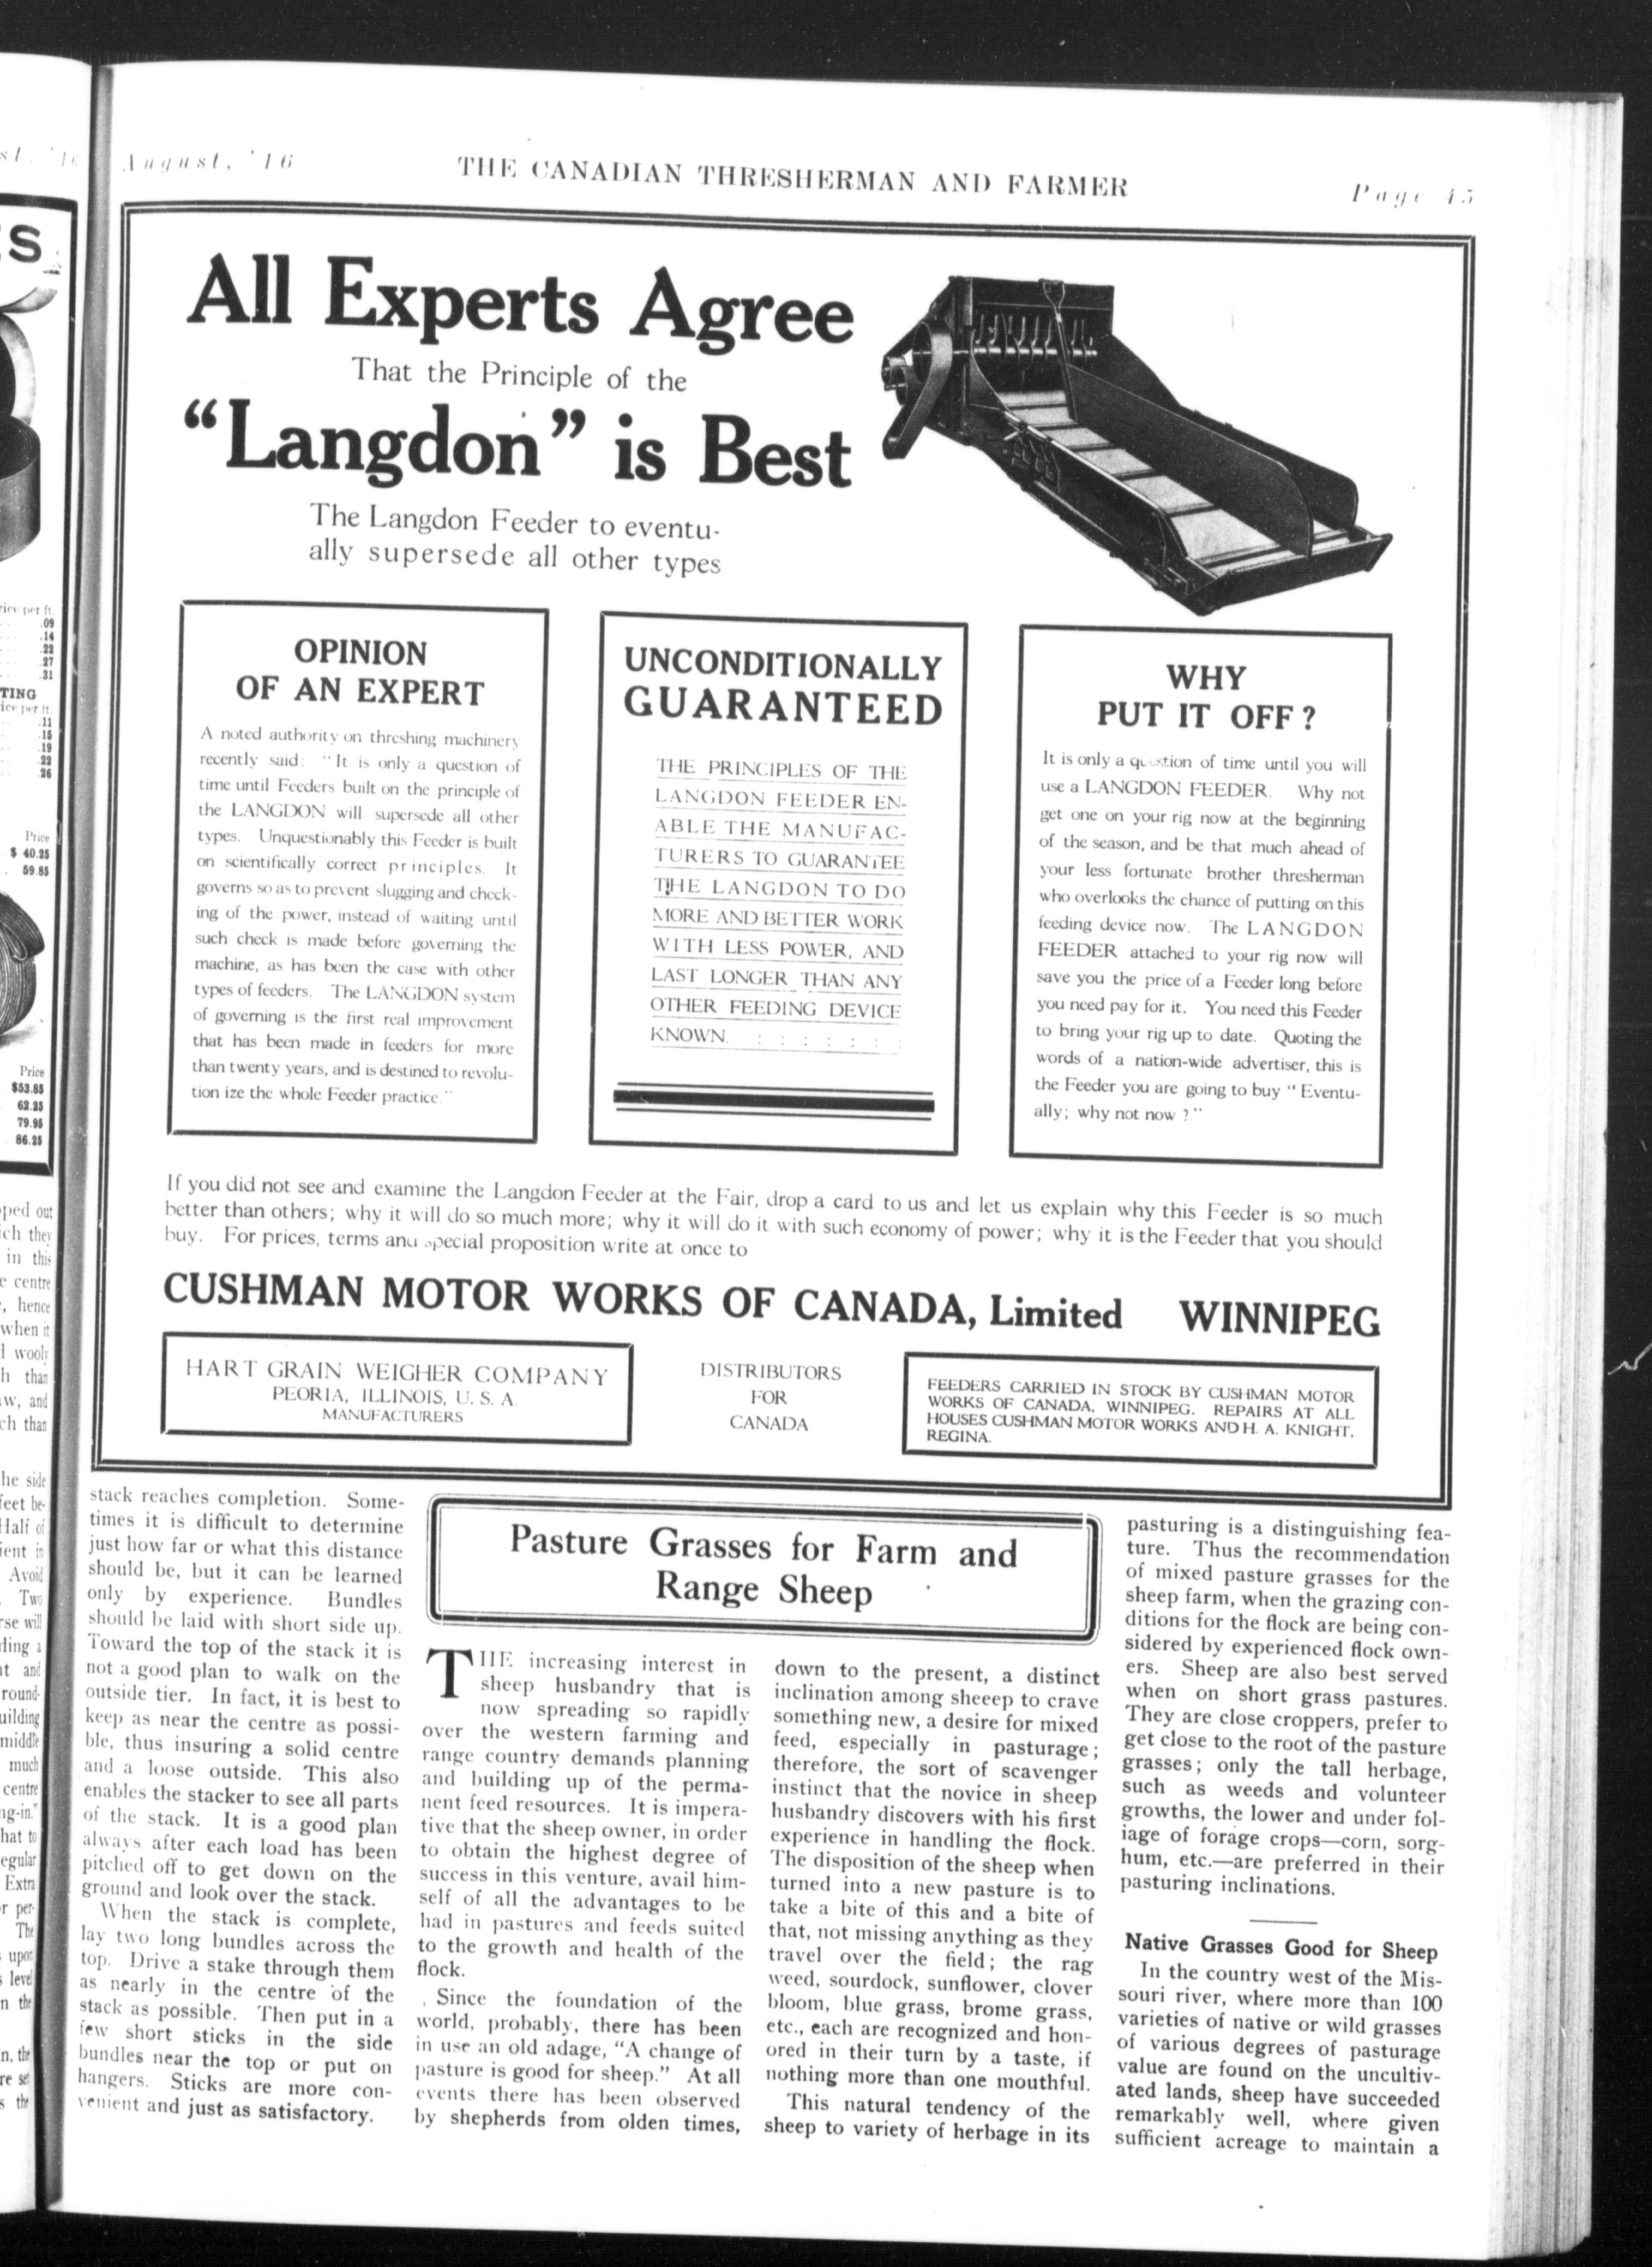 August, '16
THE CANADIAN THRESHERMAN AND FARMER
Page 45
All Experts Agree
That the Principle of the
"Langdon" is Best
The Langdon Feeder to eventu-
ally supersede all other types
OPINION
OF AN EXPERT
A noted authority on threshing machinery
recently said: "It is only a question of
time until Feeders built on the principle of
the LANGDON will supersede all other
types. Unquestionably this Feeder is built
on scientifically correct principles. It
governs so as to prevent slugging and check-
ing of the power, instead of waiting until
such check is made before governing the
machine, as has been the case with other
types of feeders. The LANGDON system
of governing is the first real improvement
that has been made in feeders for more
than twenty years, and is destined to revolu-
tion ize the whole Feeder practice."
UNCONDITIONALLY
GUARANTEED
THE PRINCIPLES OF THE
LANGDON FEEDER EN-
ABLE THE MANUFAC-
TURERS TO GUARANTEE
THE LANGDON TO DO
MORE AND BETTER WORK
WITH LESS POWER, AND
LAST LONGER THAN ANY
OTHER FEEDING DEVICE
KNOWN. : : : : : : :
WHY
PUT IT OFF?
It is only a question of time until you will
use a LANGDON FEEDER. Why not
get one on your rig now at the beginning
of the season, and be that much ahead of
your less fortunate brother thresherman
who overlooks the chance of putting on this
feeding device now. The LANGDON
FEEDER attached to your rig now will
save you the price of a Feeder long before
you need pay for it. You need this Feeder
to bring your rig up to date. Quoting the
words of a nation-wide advertiser, this is
the Feeder you are going to buy "Eventu-
ally; why not now?"
If you did not see and examine the Langdon Feeder at the Fair, drop a card to us and let us explain why this Feeder is so much
better than others; why it will do so much more; why it will do it with such economy of power; why it is the Feeder that you should
buy. For prices, terms and special proposition write at once to
CUSHMAN MOTOR WORKS OF CANADA, Limited WINNIPEG
HART GRAIN WEIGHER COMPANY
PEORIA, ILLINOIS, U. S. A.
MANUFACTURERS
DISTRIBUTORS
FOR
CANADA
FEEDERS CARRIED IN STOCK BY CUSHMAN MOTOR
WORKS OF CANADA, WINNIPEG. REPAIRS AT ALL
HOUSES CUSHMAN MOTOR WORKS AND H. A. KNIGHT,
REGINA.
stack reaches completion. Some-
times it is difficult to determine
just how far or what this distance
should be, but it can be learned
only by experience. Bundles
should be laid with short side up.
Toward the top of the stack it is
not a good plan to walk on the
outside tier. In fact, it is best to
keep as near the centre as possi-
ble, thus insuring a solid centre
and a loose outside. This also
enables the stacker to see all parts
of the stack. It is a good plan
always after each load has been
pitched off to get down on the
ground and look over the stack.
When the stack is complete,
lay two long bundles across the
top. Drive a stake through them
as nearly in the centre of the
stack as possible. Then put in a
few short sticks in the side
bundles near the top or put on
hangers. Sticks are more con-
venient and just as satisfactory.
Pasture Grasses for Farm and
Range Sheep
THE increasing interest in
sheep husbandry that is
now spreading so rapidly
over the western farming and
range country demands planning
and building up of the perma-
nent feed resources. It is impera-
tive that the sheep owner, in order
to obtain the highest degree of
success in this venture, avail him-
self of all the advantages to be
had in pastures and feeds suited
to the growth and health of the
flock.
Since the foundation of the
world, probably, there has been
in use an old adage, "A change of
pasture is good for sheep." At all
events there has been observed
by shepherds from olden times,
down to the present, a distinct
inclination among sheeep to crave
something new, a desire for mixed
feed, especially in pasturage;
therefore, the sort of scavenger
instinct that the novice in sheep
husbandry discovers with his first
experience in handling the flock.
The disposition of the sheep when
turned into a new pasture is to
take a bite of this and a bite of
that, not missing anything as they
travel over the field; the rag
weed, sourdock, sunflower, clover
bloom, blue grass, brome grass,
etc., each are recognized and hon-
ored in their turn by a taste, if
nothing more than one mouthful.
This natural tendency of the
sheep to variety of herbage in its
pasturing is a distinguishing fea-
ture. Thus the recommendation
of mixed pasture grasses for the
sheep farm, when the grazing con-
ditions for the flock are being con-
sidered by experienced flock own-
ers. Sheep are also best served
when on short grass pastures.
They are close croppers, prefer to
get close to the root of the pasture
grasses; only the tall herbage,
such as weeds and volunteer
growths, the lower and under fol-
iage of forage crops—corn, sorg-
hum, etc.—are preferred in their
pasturing inclinations.
Native Grasses Good for Sheep
In the country west of the Mis-
souri river, where more than 100
varieties of native or wild grasses
of various degrees of pasturage
value are found on the uncultiv-
ated lands, sheep have succeeded
remarkably well, where given
sufficient acreage to maintain a